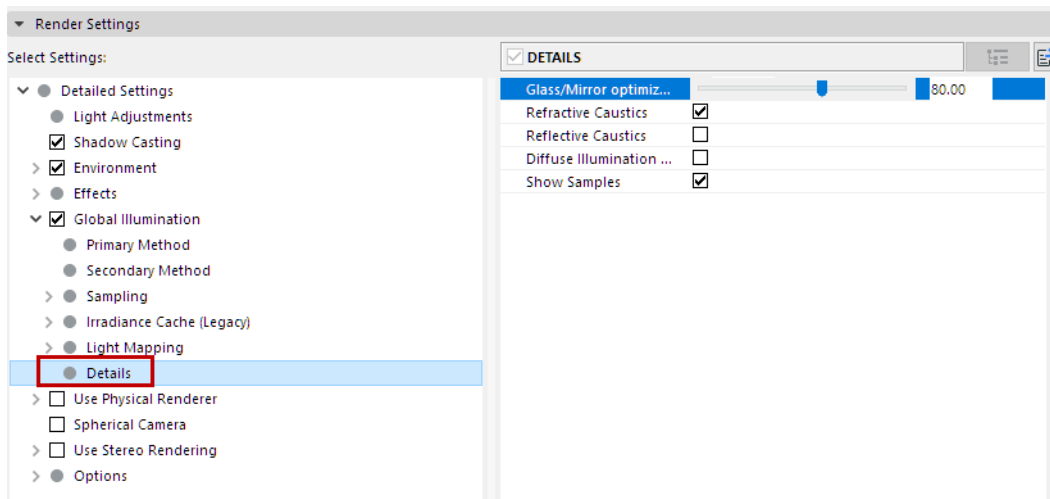 Render Settings
Select Settings:
Detailed Settings
Light Adjustments
Shadow Casting
Environment
Effects
Global Illumination
Primary Method
Secondary Method
Sampling
Irradiance Cache (Legacy)
Light Mapping
Details
Use Physical Renderer
Spherical Camera
Use Stereo Rendering
Options
DETAILS
Glass/Mirror optimiz... 80.00
Refractive Caustics
Reflective Caustics
Diffuse Illumination ...
Show Samples